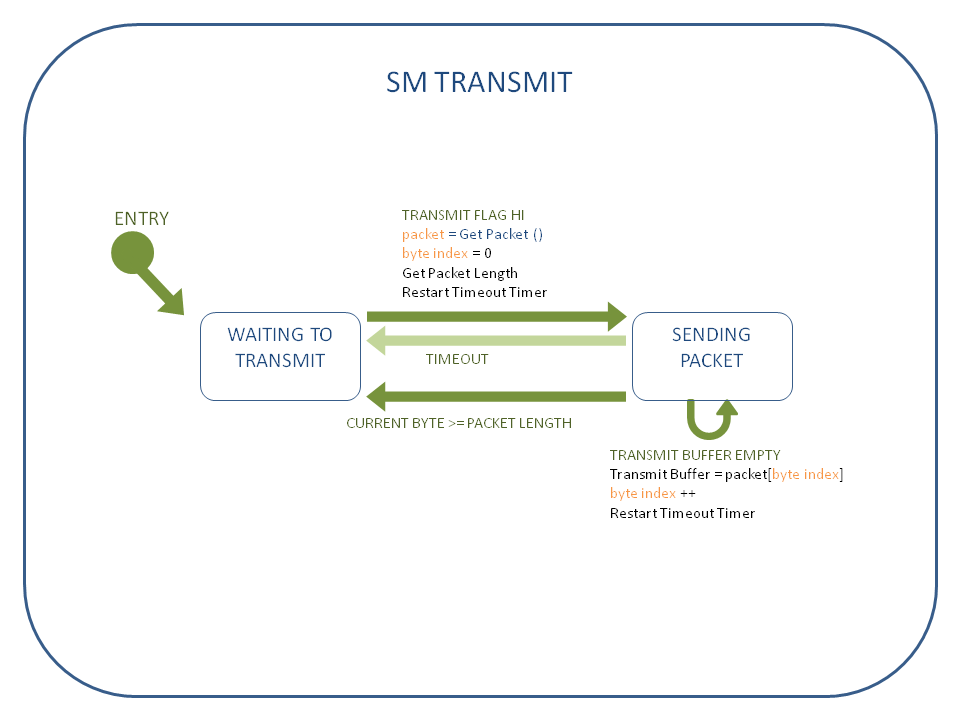 SM TRANSMIT
ENTRY
TRANSMIT FLAG HI
packet = Get Packet ()
byte index = 0
Get Packet Length
Restart Timeout Timer
WAITING TO
TRANSMIT
SENDING
PACKET
TIMEOUT
CURRENT BYTE >= PACKET LENGTH
TRANSMIT BUFFER EMPTY
Transmit Buffer = packet[byte index]
byte index ++
Restart Timeout Timer